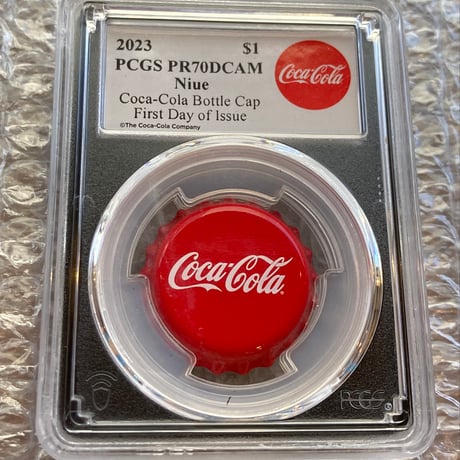 2023 $1
PCGS PR70DCAM
Niue
Coca-Cola Bottle Cap
First Day of Issue
©The Coca-Cola Company
Coca-Cola
Coca-Cola
PCGS